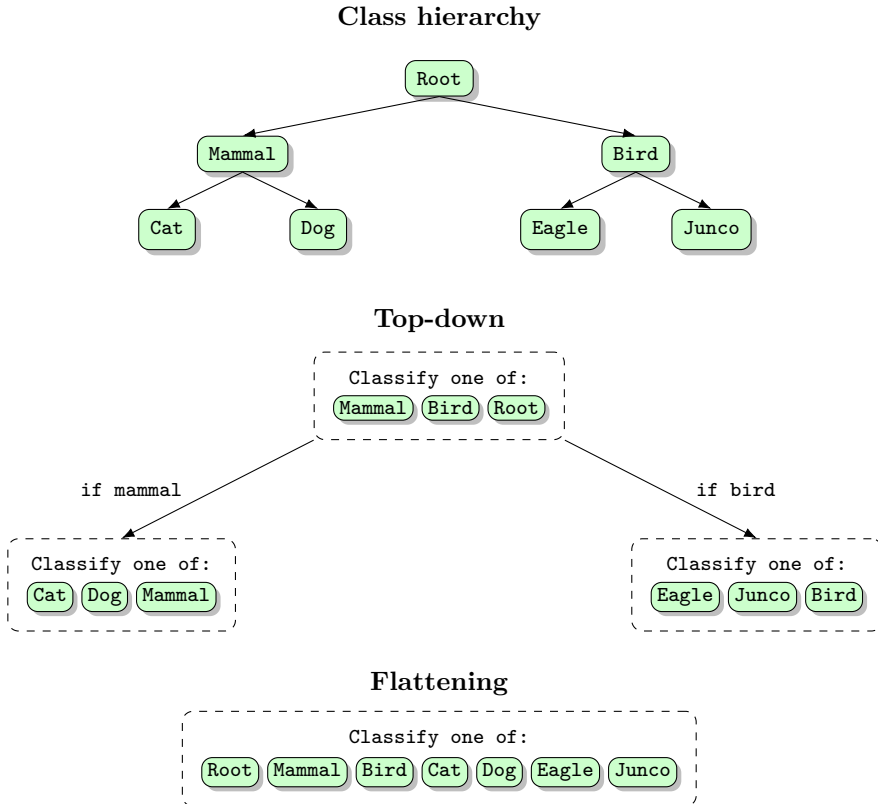 Class hierarchy
Root
Mammal Bird
Cat Dog Eagle Junco
Top-down
Classify one of:
Mammal Bird Root
if mammal if bird
Classify one of:
Cat Dog Mammal
Classify one of:
Eagle Junco Bird
Flattening
Classify one of:
Root Mammal Bird Cat Dog Eagle Junco